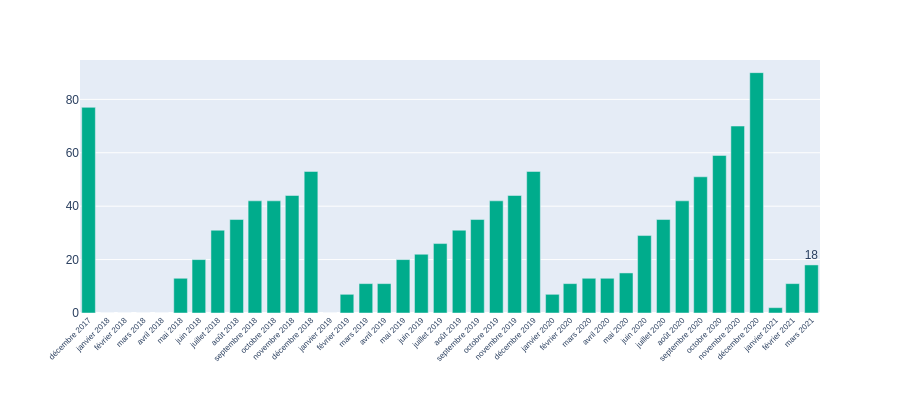 80
60
40
20
0
18
décembre 2017
janvier 2018
février 2018
mars 2018
avril 2018
mai 2018
juin 2018
juillet 2018
août 2018
septembre 2018
octobre 2018
novembre 2018
décembre 2018
janvier 2019
février 2019
mars 2019
avril 2019
mai 2019
juin 2019
juillet 2019
août 2019
septembre 2019
octobre 2019
novembre 2019
décembre 2019
janvier 2020
février 2020
mars 2020
avril 2020
mai 2020
juin 2020
juillet 2020
août 2020
septembre 2020
octobre 2020
novembre 2020
décembre 2020
janvier 2021
février 2021
mars 2021